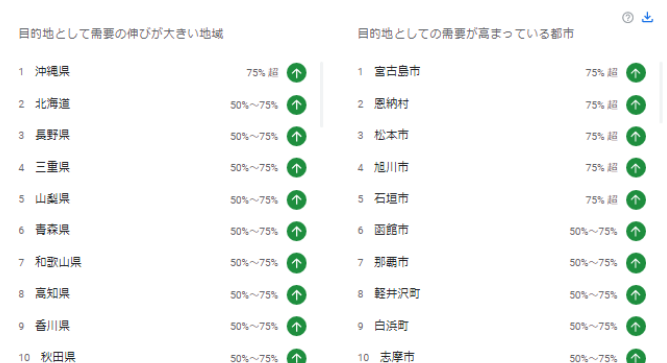 目的地として需要の伸びが大きい地域
1 沖縄県 75% 超
2 北海道 50%～75%
3 長野県 50%～75%
4 三重県 50%～75%
5 山梨県 50%～75%
6 青森県 50%～75%
7 和歌山県 50%～75%
8 高知県 50%～75%
9 香川県 50%～75%
10 秋田県 50%～75%
目的地としての需要が高まっている都市
1 宮古島市 75% 超
2 恩納村 75% 超
3 松本市 75% 超
4 旭川市 75% 超
5 石垣市 75% 超
6 函館市 50%～75%
7 那覇市 50%～75%
8 軽井沢町 50%～75%
9 白浜町 50%～75%
10 志摩市 50%～75%